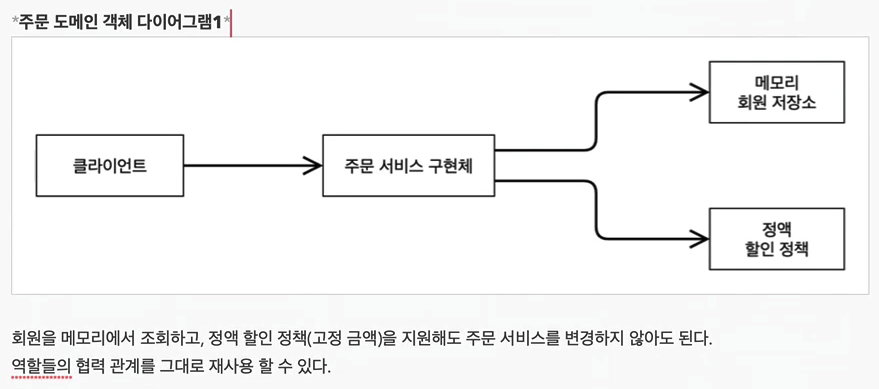 *주문 도메인 객체 다이어그램1*
클라이언트
주문 서비스 구현체
메모리
회원 저장소
정액
할인 정책
회원을 메모리에서 조회하고, 정액 할인 정책(고정 금액)을 지원해도 주문 서비스를 변경하지 않아도 된다.
역할들의 협력 관계를 그대로 재사용 할 수 있다.